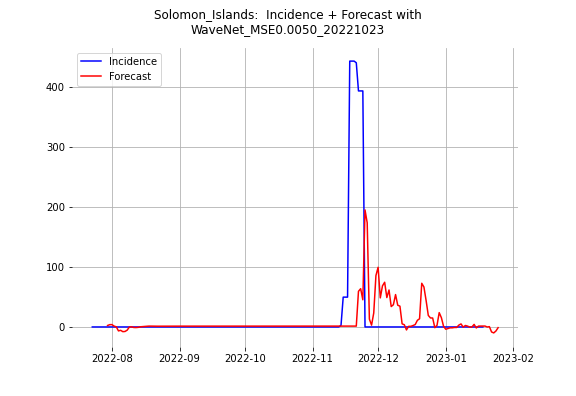 Solomon_Islands:  Incidence + Forecast with
WaveNet_MSE0.0050_20221023
Incidence
Forecast
400
300
200
100
0
2022-08 2022-09 2022-10 2022-11 2022-12 2023-01 2023-02